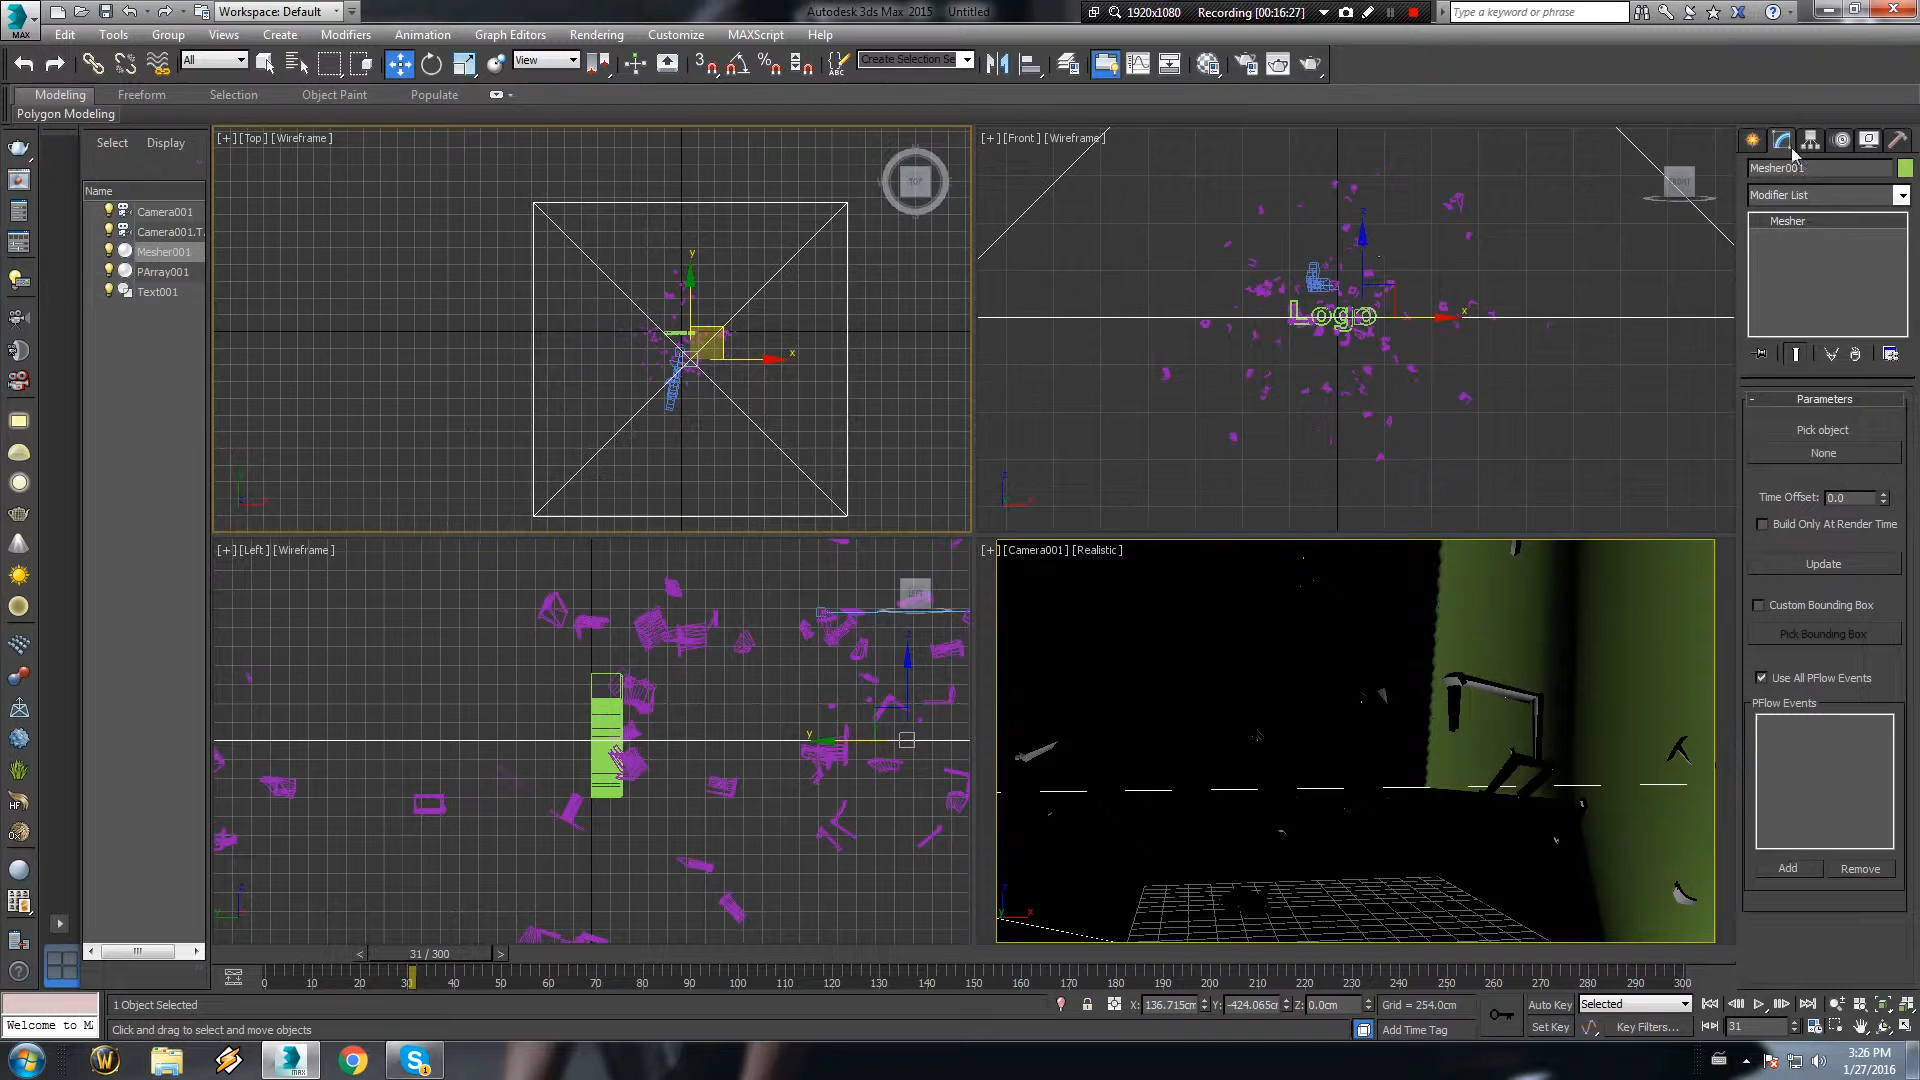 MAX
Workspace: Default
Autodesk 3ds Max 2015 Untitled
1920x1080
Recording [00:16:27]
Type a keyword or phrase
Edit Tools Group Views Create Modifiers Animation Graph Editors Rendering Customize MAXScript Help
All
View
3
Create Selection Se
Modeling Freeform Selection Object Paint Populate
Polygon Modeling
Select Display
Name
Camera001
Camera001.T
Mesher001
PArray001
Text001
[+] [Top] [Wireframe]
TOP
y
x
[+] [Front] [Wireframe]
FRONT
Logo
x
[+] [Left] [Wireframe]
LEFT
y
[+] [Camera001] [Realistic]
Mesher001
Modifier List
Mesher
Parameters
Pick object
None
Time Offset: 0.0
Build Only At Render Time
Update
Custom Bounding Box
Pick Bounding Box
Use All PFlow Events
PFlow Events
Add Remove
HF
31 / 300
0 10 20 30 40 50 60 70 80 90 100 110 120 130 140 150 160 170 180 190 200 210 220 230 240 250 260 270 280 290 300
1 Object Selected
X: 136.715cm Y: -424.065cm Z: 0.0cm Grid = 254.0cm
Auto Key Selected
Welcome to M
Click and drag to select and move objects
Add Time Tag
Set Key Key Filters... 31
3:26 PM
1/27/2016